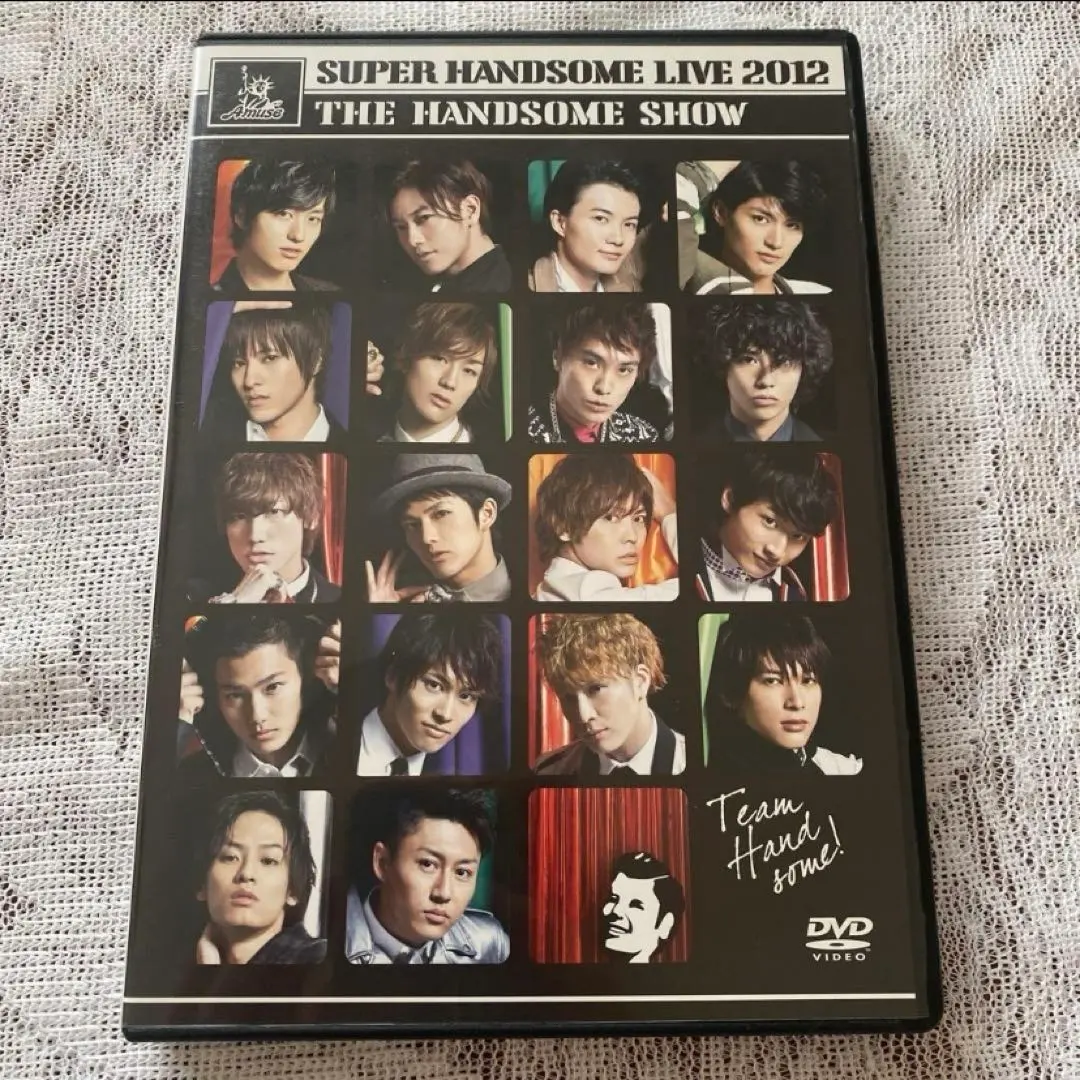 SUPER HANDSOME LIVE 2012
Amuse
THE HANDSOME SHOW
Team
Hand
some!
DVD
VIDEO